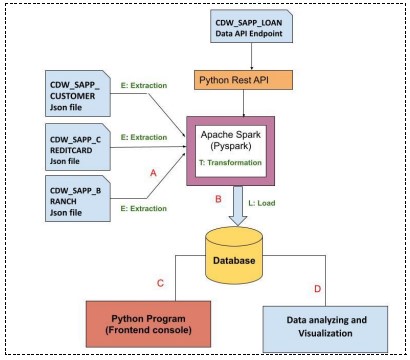 CDW_SAPP_LOAN
Data API Endpoint
Python Rest API
CDW_SAPP_
CUSTOMER
Json file
E: Extraction
CDW_SAPP_C
REDITCARD
Json file
E: Extraction
A
CDW_SAPP_B
RANCH
Json file
E: Extraction
Apache Spark
(Pyspark)
T: Transformation
B
L: Load
Database
C
D
Python Program
(Frontend console)
Data analyzing and
Visualization